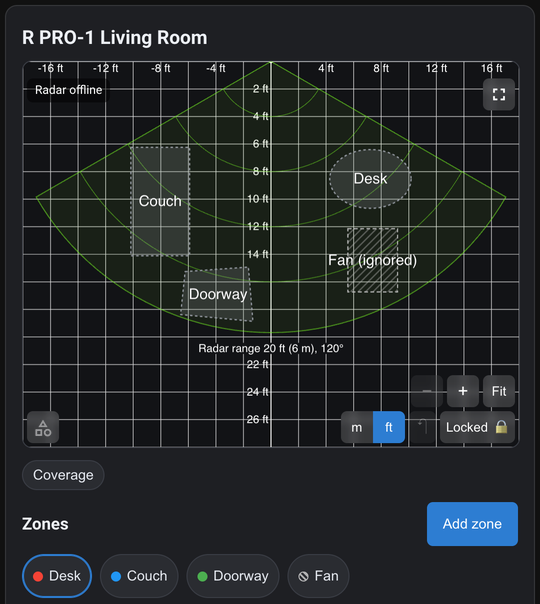 R PRO-1 Living Room
-16 ft -12 ft -8 ft -4 ft 4 ft 8 ft 12 ft 16 ft
Radar offline
2 ft
4 ft
6 ft
8 ft
Desk
10 ft
Couch
12 ft
14 ft
Fan (ignored)
Doorway
Radar range 20 ft (6 m), 120°
22 ft
24 ft
− + Fit
26 ft
m ft Locked
Coverage
Zones
Add zone
Desk Couch Doorway Fan